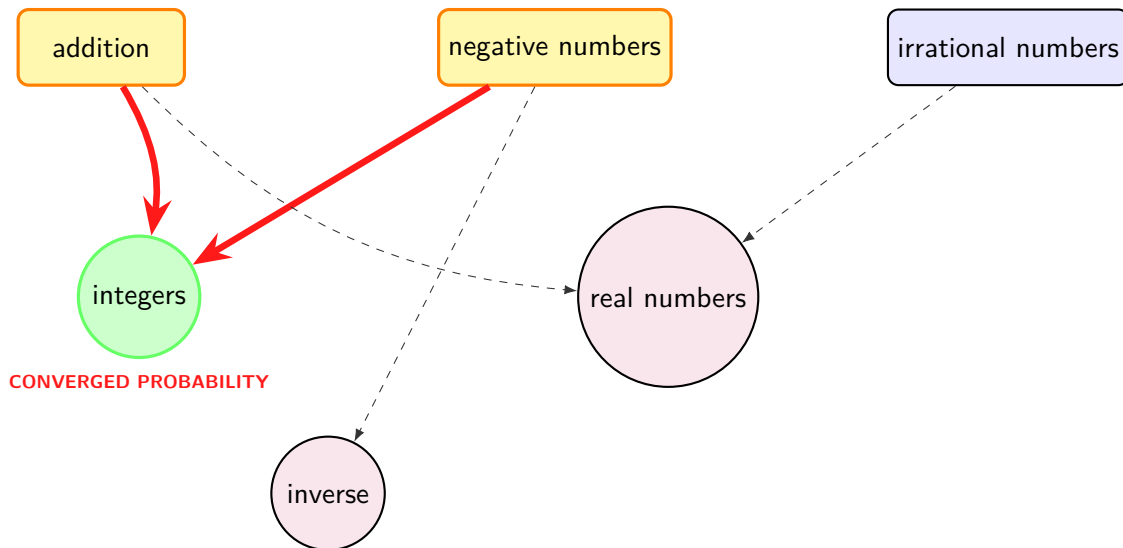 addition
negative numbers
irrational numbers
integers
real numbers
CONVERGED PROBABILITY
inverse